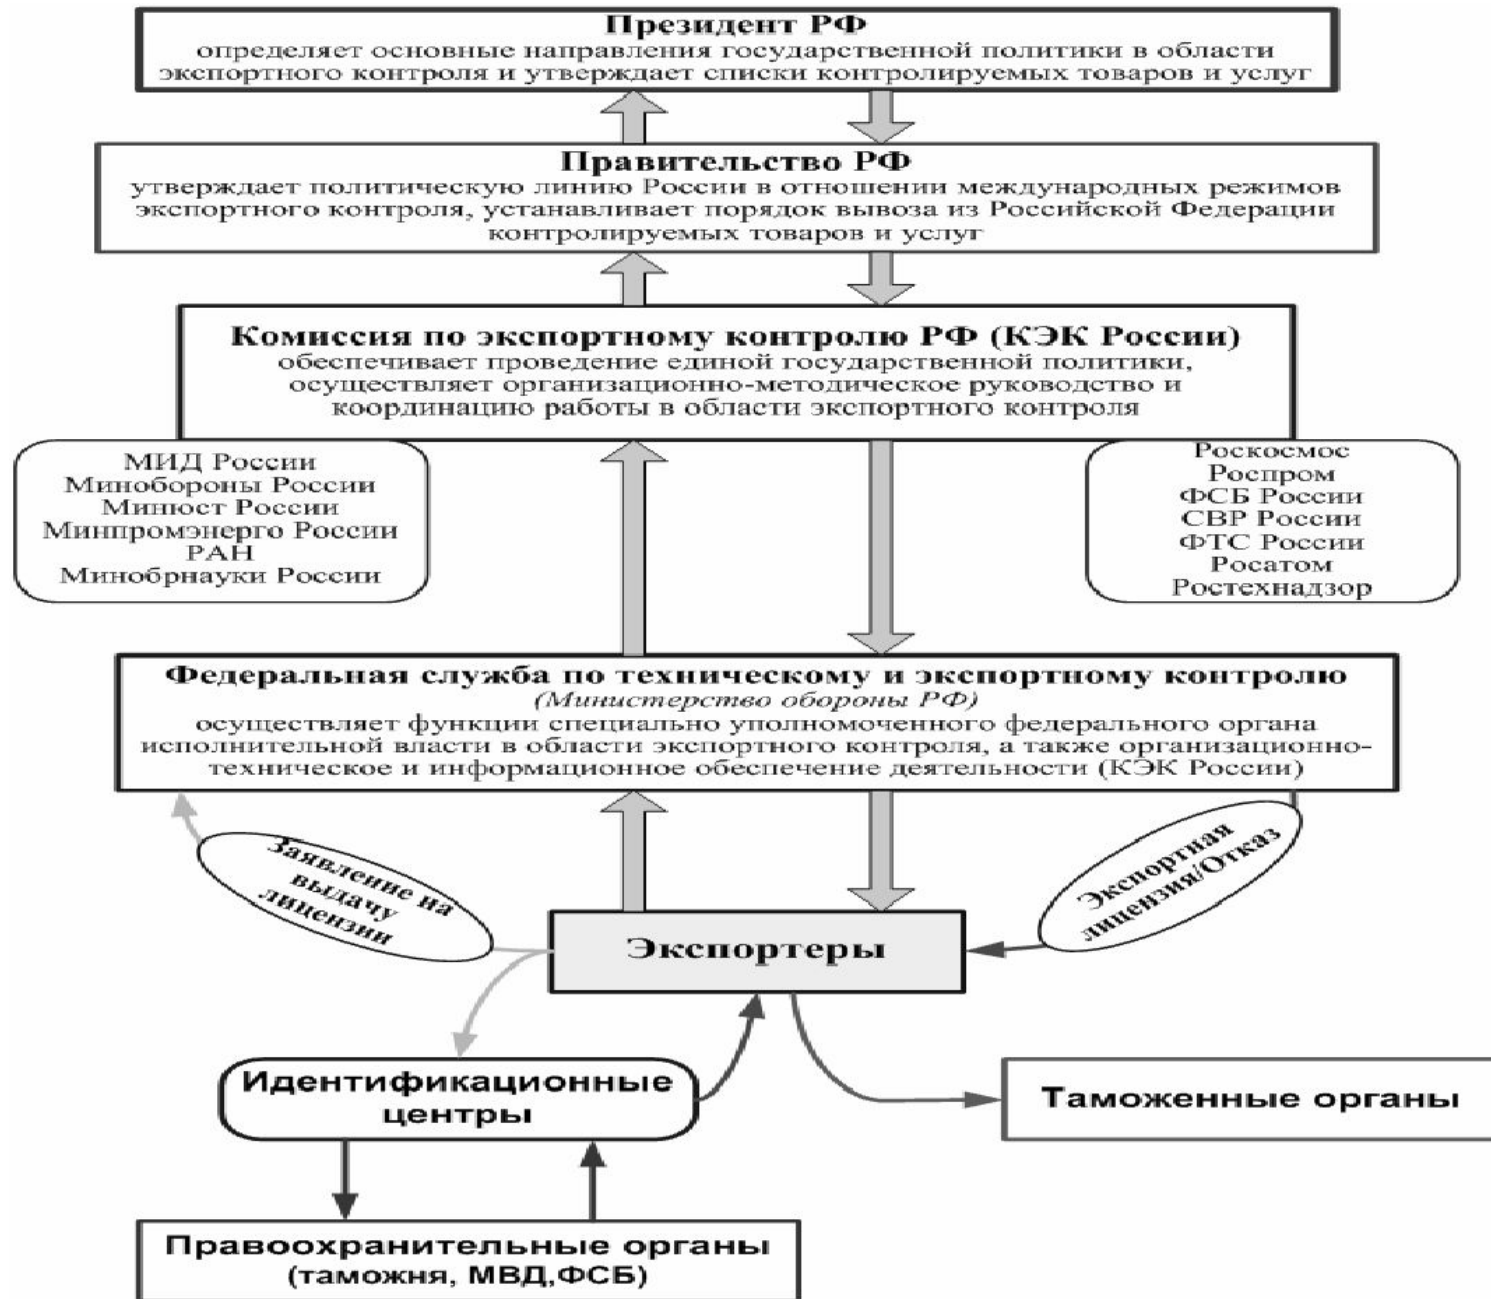 Президент РФ
определяет основные направления государственной политики в области
экспортного контроля и утверждает списки контролируемых товаров и услуг
Правительство РФ
утверждает политическую линию России в отношении международных режимов
экспортного контроля, устанавливает порядок вывоза из Российской Федерации
контролируемых товаров и услуг
Комиссия по экспортному контролю РФ (КЭК России)
обеспечивает проведение единой государственной политики,
осуществляет организационно-методическое руководство и
координацию работы в области экспортного контроля
МИД России
Минобороны России
Минюст России
Минпромэнерго России
РАН
Минобрнауки России
Роскосмос
Роспром
ФСБ России
СВР России
ФТС России
Росатом
Ростехнадзор
Федеральная служба по техническому и экспортному контролю
(Министерство обороны РФ)
осуществляет функции специально уполномоченного федерального органа
исполнительной власти в области экспортного контроля, а также организационно-
техническое и информационное обеспечение деятельности (КЭК России)
Заявление на
выдачу
лицензии
Экспортная
лицензия/Отказ
Экспортеры
Идентификационные
центры
Таможенные органы
Правоохранительные органы
(таможня, МВД,ФСБ)